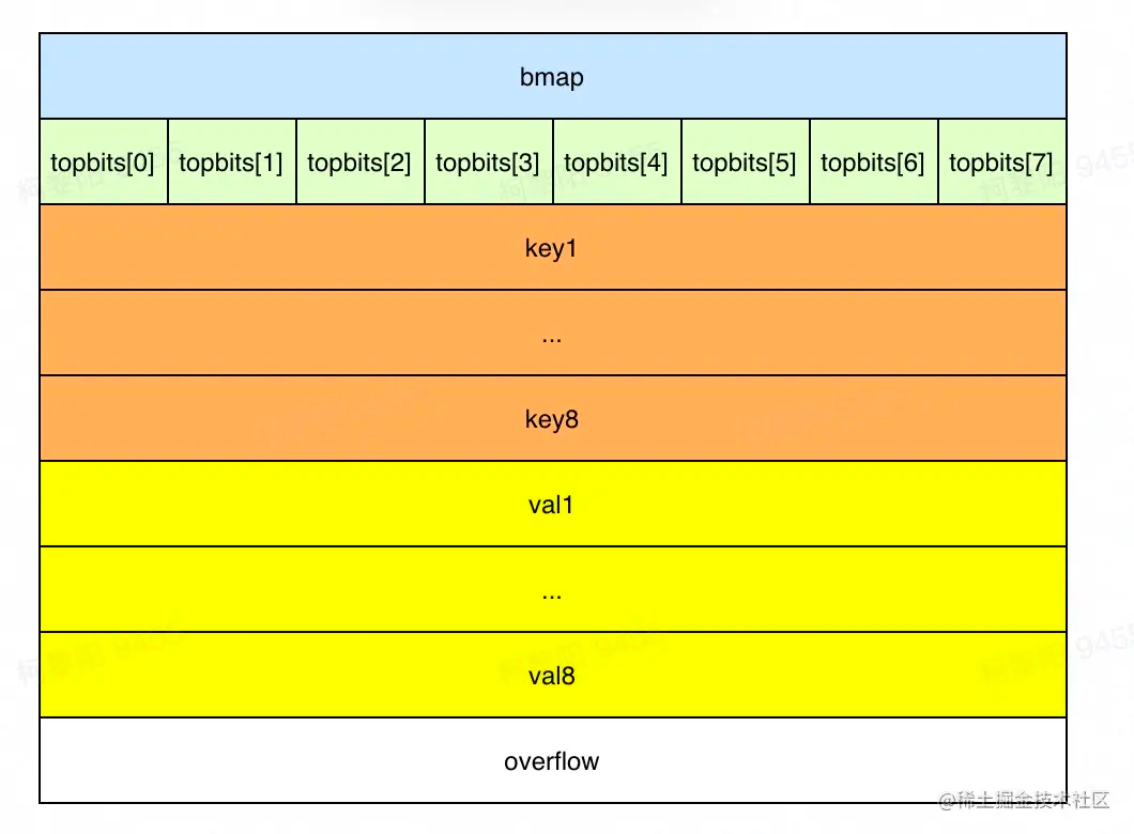 bmap
topbits[0] topbits[1] topbits[2] topbits[3] topbits[4] topbits[5] topbits[6] topbits[7]
key1
...
key8
val1
...
val8
overflow
@稀土掘金技术社区